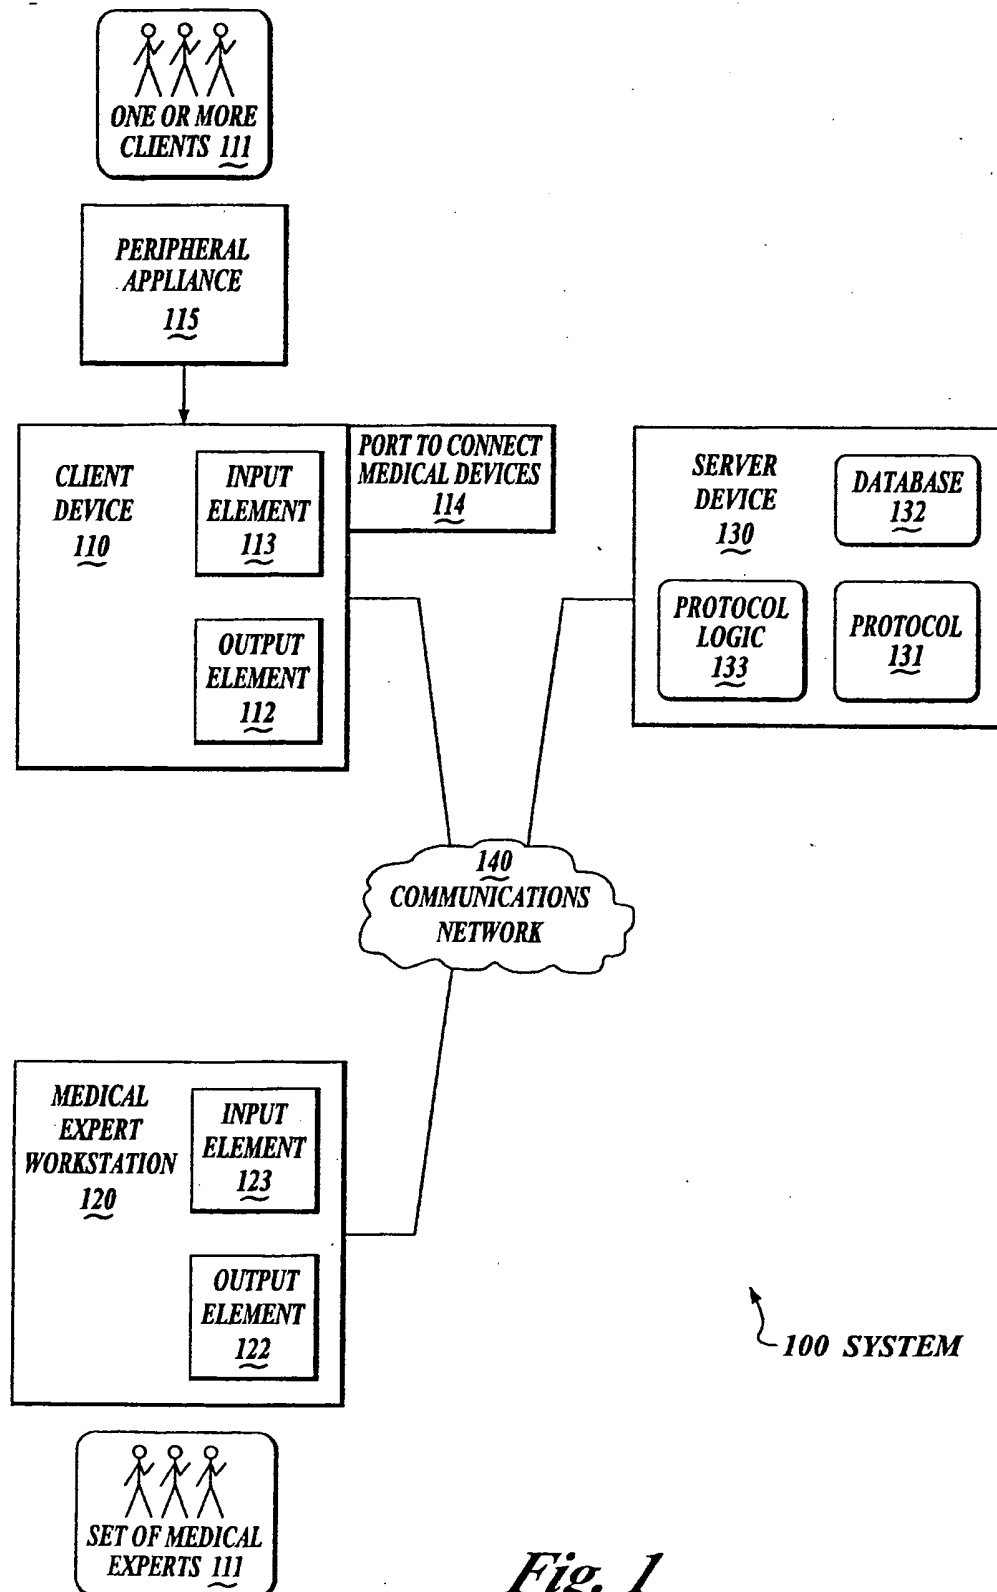 ONE OR MORE
CLIENTS 111
PERIPHERAL
APPLIANCE
115
CLIENT
DEVICE
110
INPUT
ELEMENT
113
OUTPUT
ELEMENT
112
PORT TO CONNECT
MEDICAL DEVICES
114
SERVER
DEVICE
130
DATABASE
132
PROTOCOL
LOGIC
133
PROTOCOL
131
140
COMMUNICATIONS
NETWORK
MEDICAL
EXPERT
WORKSTATION
120
INPUT
ELEMENT
123
OUTPUT
ELEMENT
122
100 SYSTEM
SET OF MEDICAL
EXPERTS 111
Fig. 1